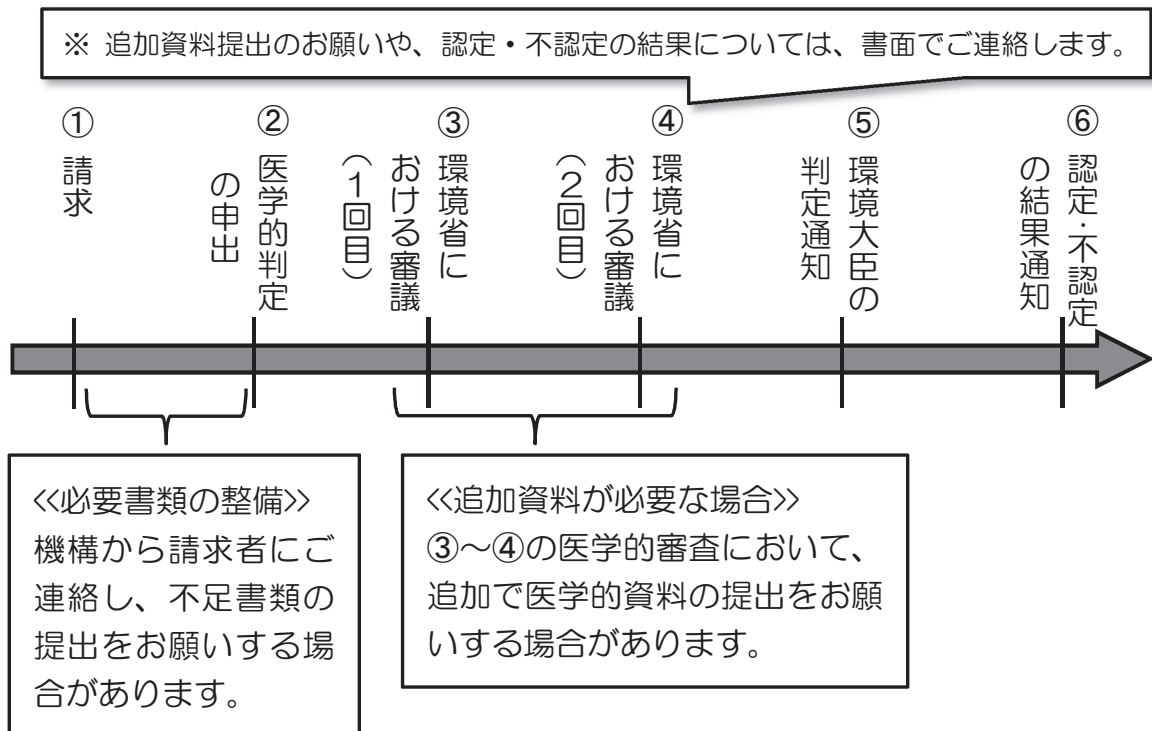 ※ 追加資料提出のお願いや、認定・不認定の結果については、書面でご連絡します。
①
請求
②
医学的判定
の申出
③
環境省に
おける審議
（１回目）
④
環境省に
おける審議
（２回目）
⑤
環境大臣の
判定通知
⑥
認定・不認定
の結果通知
≪必要書類の整備≫
機構から請求者にご
連絡し、不足書類の
提出をお願いする場
合があります。
≪追加資料が必要な場合≫
③～④の医学的審査において、
追加で医学的資料の提出をお願
いする場合があります。